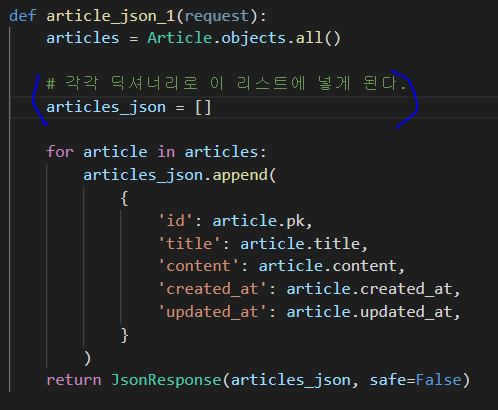 def article_json_1(request):
    articles = Article.objects.all()

    # 각각 딕셔너리로 이 리스트에 넣게 된다.
    articles_json = []

    for article in articles:
        articles_json.append(
            {
                'id': article.pk,
                'title': article.title,
                'content': article.content,
                'created_at': article.created_at,
                'updated_at': article.updated_at,
            }
        )
    return JsonResponse(articles_json, safe=False)